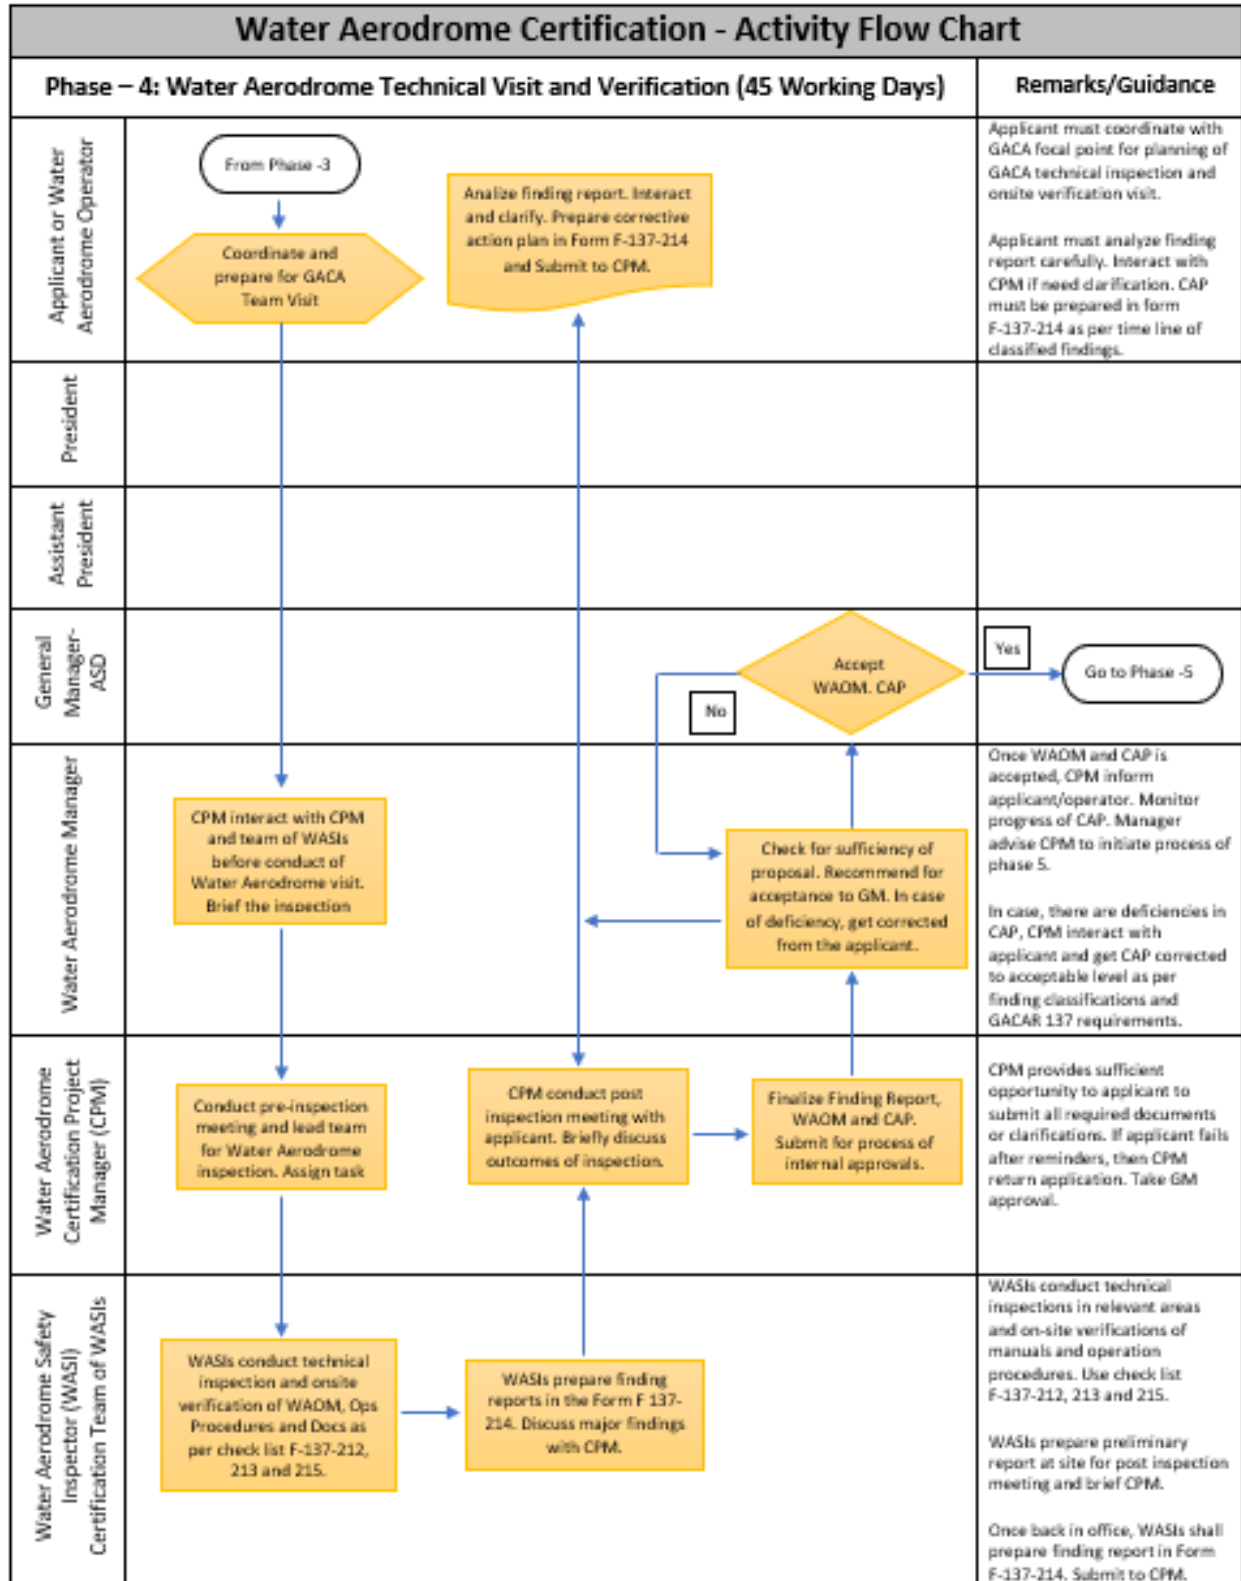 Water Aerodrome Certification - Activity Flow Chart
Phase – 4: Water Aerodrome Technical Visit and Verification (45 Working Days)
Remarks/Guidance
Applicant or Water
Aerodrome Operator
From Phase -3
Coordinate and
prepare for GACA
Team Visit
Analize finding report. Interact
and clarify. Prepare corrective
action plan in Form F-137-214
and Submit to CPM.
Applicant must coordinate with
GACA focal point for planning of
GACA technical inspection and
onsite verification visit.
Applicant must analyze finding
report carefully. Interact with
CPM if need clarification. CAP
must be prepared in form
F-137-214 as per time line of
classified findings.
President
Assistant
President
General
Manager-
ASD
Accept
WAOM. CAP
Yes
No
Go to Phase -5
Water Aerodrome Manager
CPM interact with CPM
and team of WASIs
before conduct of
Water Aerodrome visit.
Brief the inspection
Check for sufficiency of
proposal. Recommend for
acceptance to GM. In case
of deficiency, get corrected
from the applicant.
Once WAOM and CAP is
accepted, CPM inform
applicant/operator. Monitor
progress of CAP. Manager
advise CPM to initiate process of
phase 5.
In case, there are deficiencies in
CAP, CPM interact with
applicant and get CAP corrected
to acceptable level as per
finding classifications and
GACAR 137 requirements.
Water Aerodrome
Certification Project
Manager (CPM)
Conduct pre-inspection
meeting and lead team
for Water Aerodrome
inspection. Assign task
CPM conduct post
inspection meeting with
applicant. Briefly discuss
outcomes of inspection.
Finalize Finding Report,
WAOM and CAP.
Submit for process of
internal approvals.
CPM provides sufficient
opportunity to applicant to
submit all required documents
or clarifications. If applicant fails
after reminders, then CPM
return application. Take GM
approval.
Water Aerodrome Safety
Inspector (WASI)
Certification Team of WASIs
WASIs conduct technical
inspection and onsite
verification of WAOM, Ops
Procedures and Docs as
per check list F-137-212,
213 and 215.
WASIs prepare finding
reports in the Form F 137-
214. Discuss major findings
with CPM.
WASIs conduct technical
inspections in relevant areas
and on-site verifications of
manuals and operation
procedures. Use check list
F-137-212, 213 and 215.
WASIs prepare preliminary
report at site for post inspection
meeting and brief CPM.
Once back in office, WASIs shall
prepare finding report in Form
F-137-214. Submit to CPM.